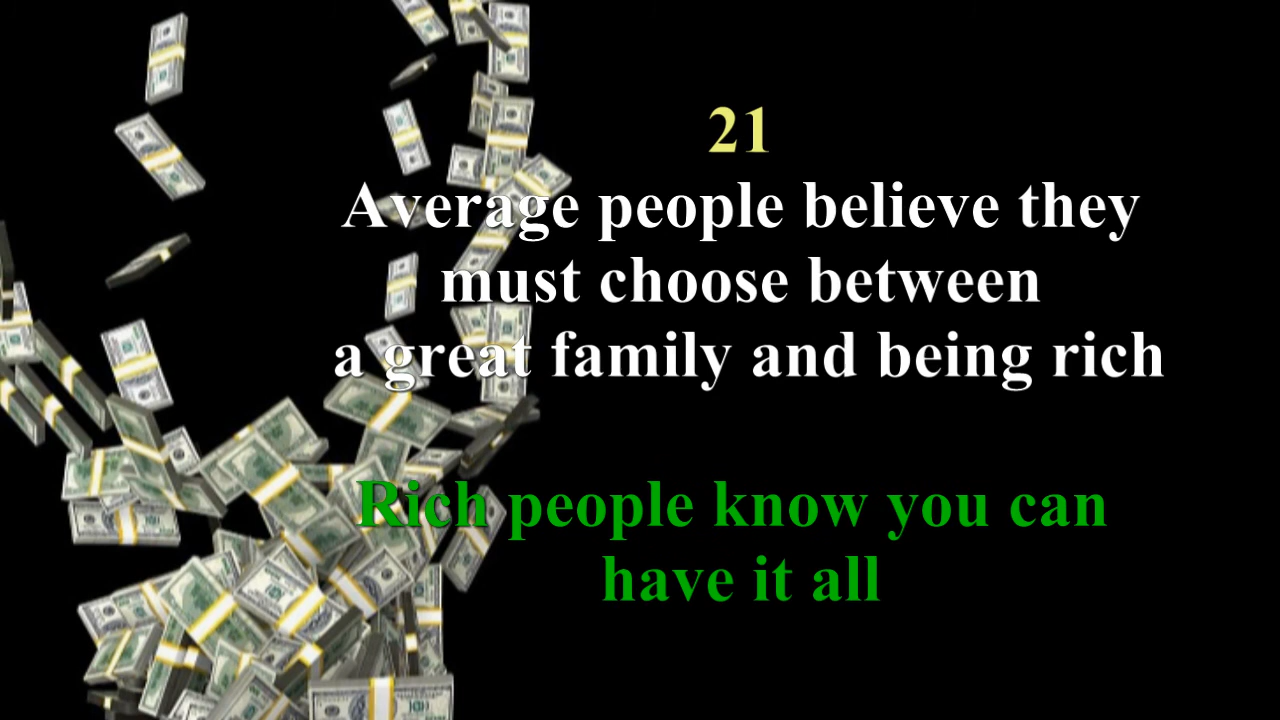 21
Average people believe they
must choose between
a great family and being rich
Rich people know you can
have it all